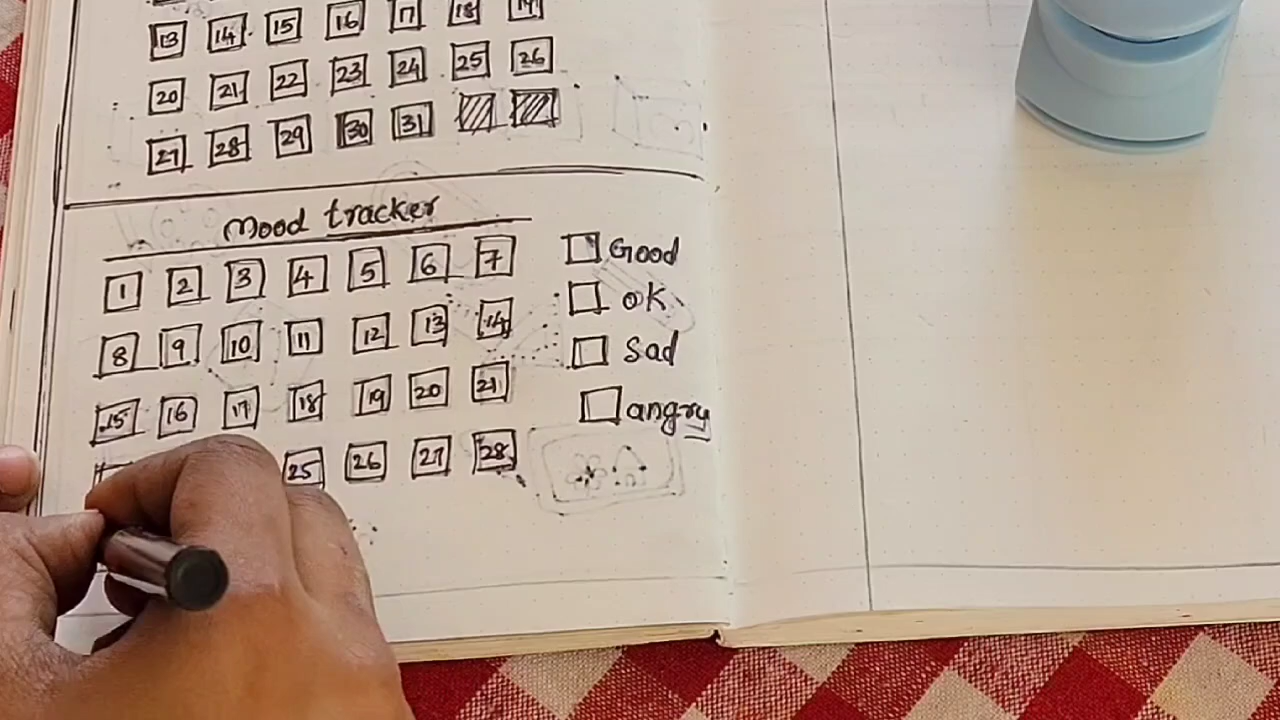 13 14 15 16 17 18 19
20 21 22 23 24 25 26
27 28 29 30 31
Mood tracker
1 2 3 4 5 6 7
Good
8 9 10 11 12 13 14
ok
Sad
15 16 17 18 19 20 21
angry
25 26 27 28